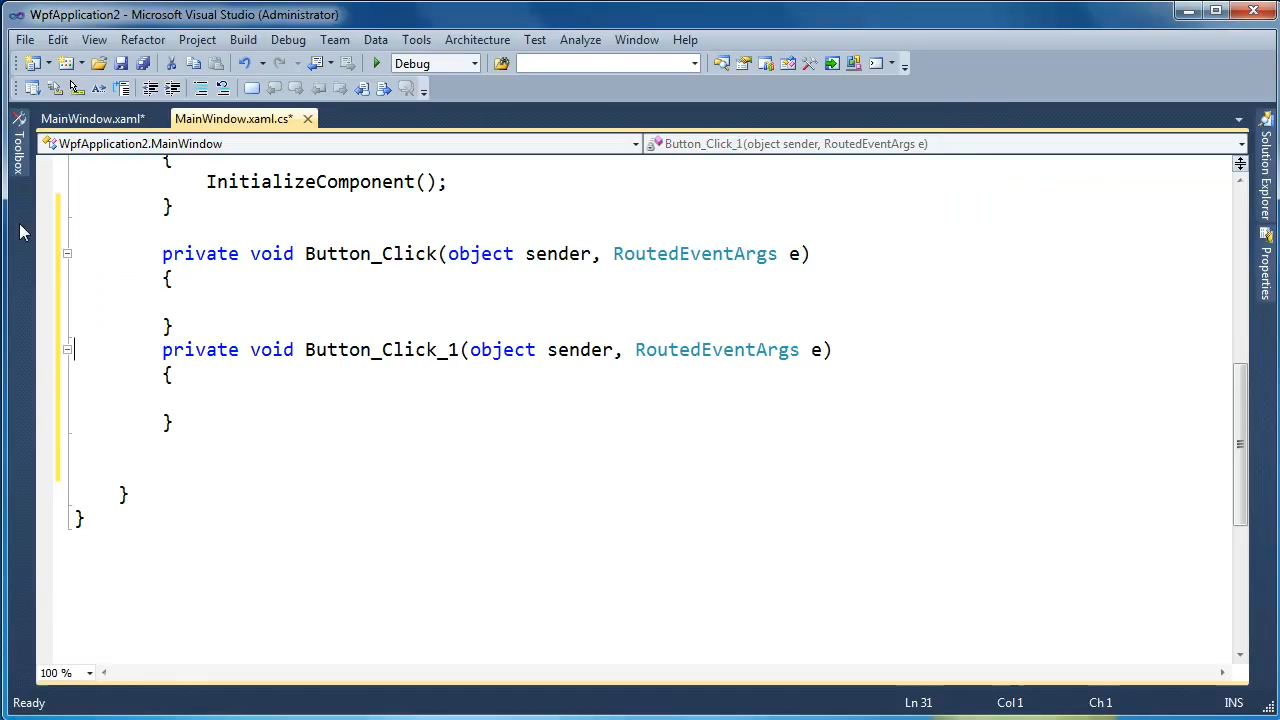 WpfApplication2 - Microsoft Visual Studio (Administrator)
File Edit View Refactor Project Build Debug Team Data Tools Architecture Test Analyze Window Help
Debug
MainWindow.xaml* MainWindow.xaml.cs*
WpfApplication2.MainWindow Button_Click_1(object sender, RoutedEventArgs e)
Toolbox
Solution Explorer
Properties
{
InitializeComponent();
}
private void Button_Click(object sender, RoutedEventArgs e)
{
}
private void Button_Click_1(object sender, RoutedEventArgs e)
{
}
}
}
100 %
Ready Ln 31 Col 1 Ch 1 INS